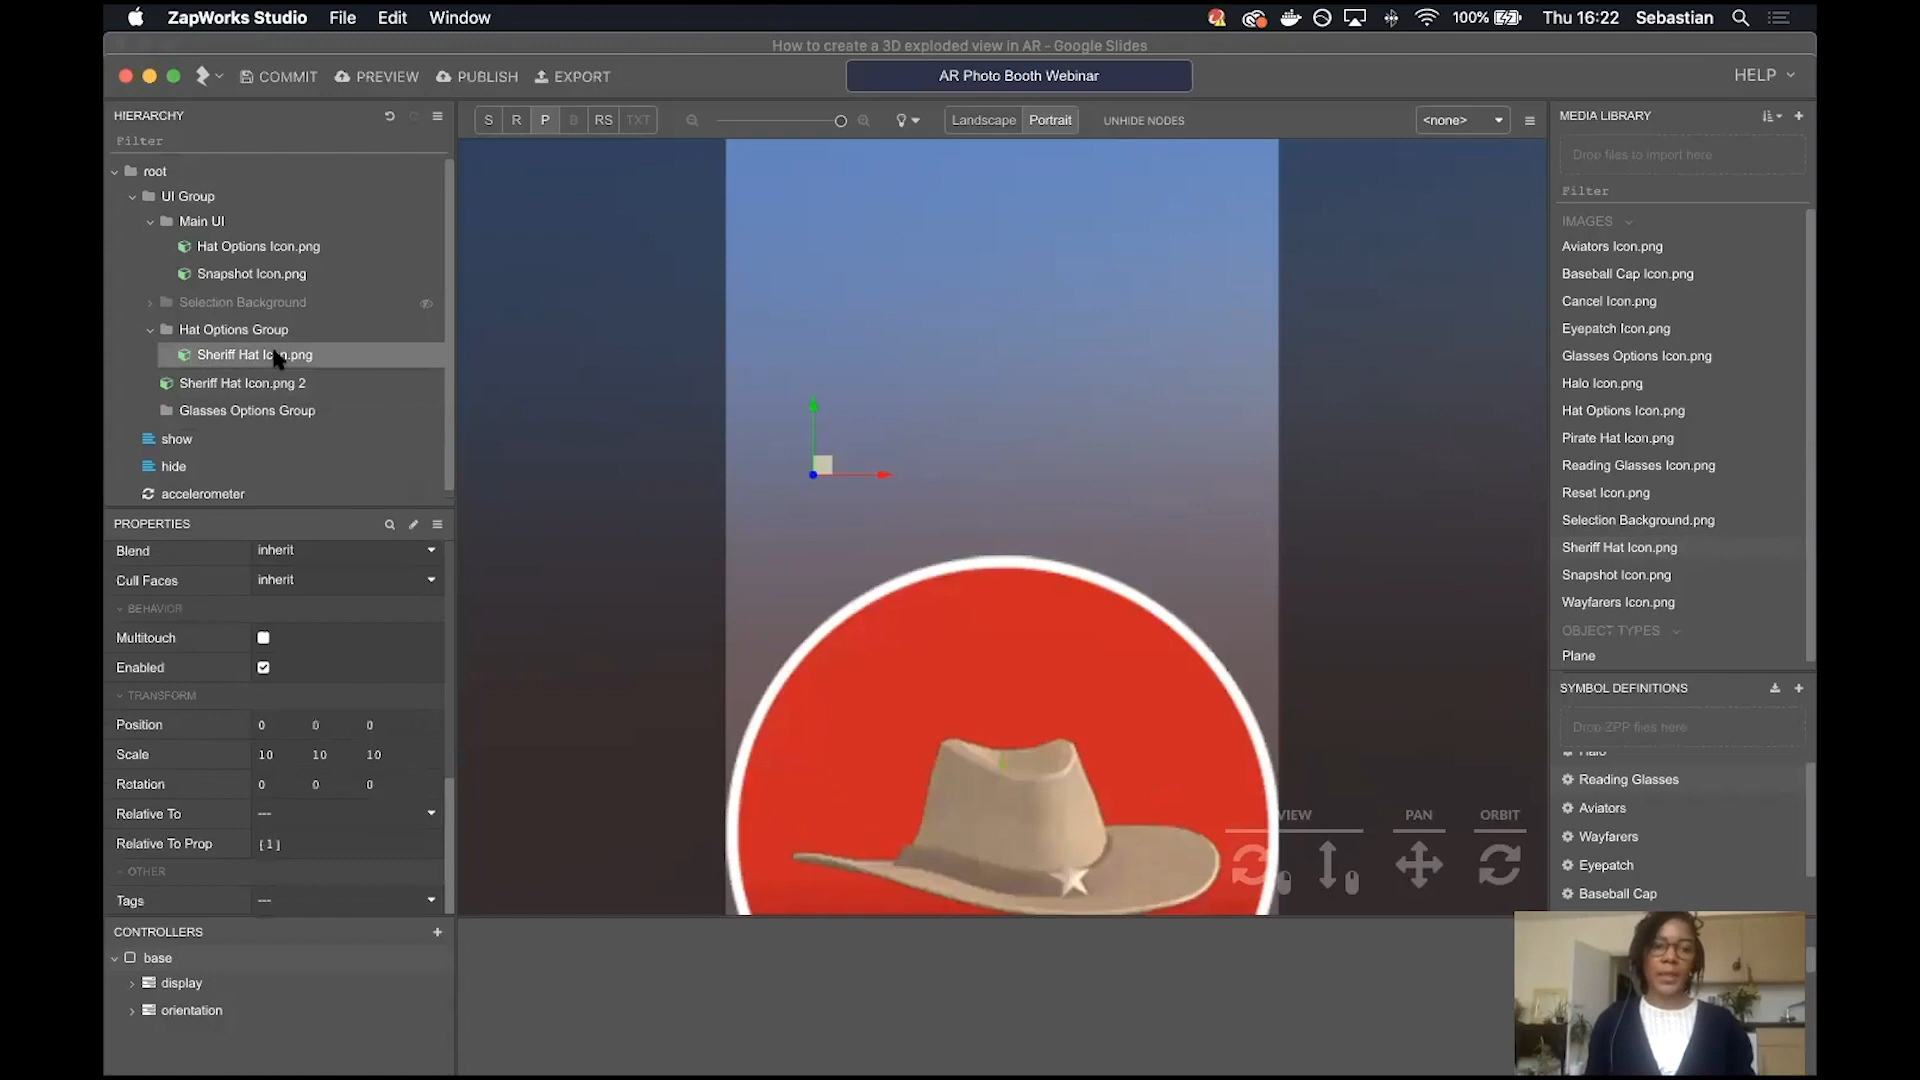 ZapWorks Studio File Edit Window 100% Thu 16:22 Sebastian
How to create a 3D exploded view in AR - Google Slides
COMMIT PREVIEW PUBLISH EXPORT AR Photo Booth Webinar HELP
HIERARCHY
Filter
root
UI Group
Main UI
Hat Options Icon.png
Snapshot Icon.png
Selection Background
Hat Options Group
Sheriff Hat Icon.png
Sheriff Hat Icon.png 2
Glasses Options Group
show
hide
accelerometer
PROPERTIES
Blend inherit
Cull Faces inherit
BEHAVIOR
Multitouch
Enabled
TRANSFORM
Position 0 0 0
Scale 10 10 10
Rotation 0 0 0
Relative To ---
Relative To Prop [1]
OTHER
Tags ---
CONTROLLERS
base
display
orientation
S R P B RS TXT Landscape Portrait UNHIDE NODES <none>
VIEW PAN ORBIT
MEDIA LIBRARY
Drop files to import here
Filter
IMAGES
Aviators Icon.png
Baseball Cap Icon.png
Cancel Icon.png
Eyepatch Icon.png
Glasses Options Icon.png
Halo Icon.png
Hat Options Icon.png
Pirate Hat Icon.png
Reading Glasses Icon.png
Reset Icon.png
Selection Background.png
Sheriff Hat Icon.png
Snapshot Icon.png
Wayfarers Icon.png
OBJECT TYPES
Plane
SYMBOL DEFINITIONS
Drop ZPP files here
Halo
Reading Glasses
Aviators
Wayfarers
Eyepatch
Baseball Cap